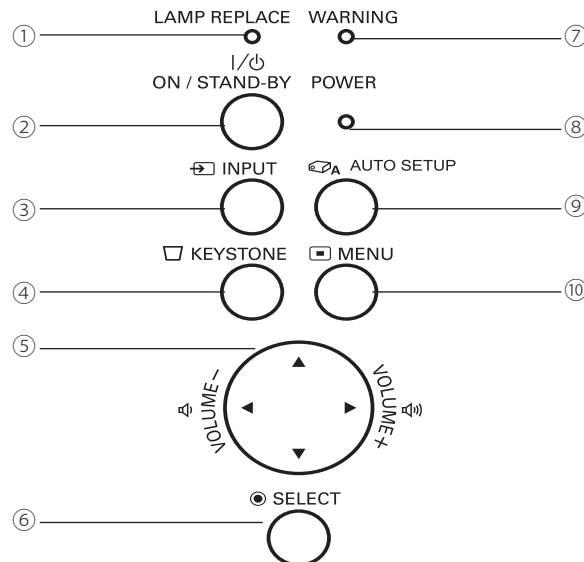 LAMP REPLACE WARNING
① ⑦
I/⏻
ON / STAND-BY POWER
② ⑧
INPUT A AUTO SETUP
③ ⑨
KEYSTONE MENU
④ ⑩
⑤
VOLUME − VOLUME +
SELECT
⑥